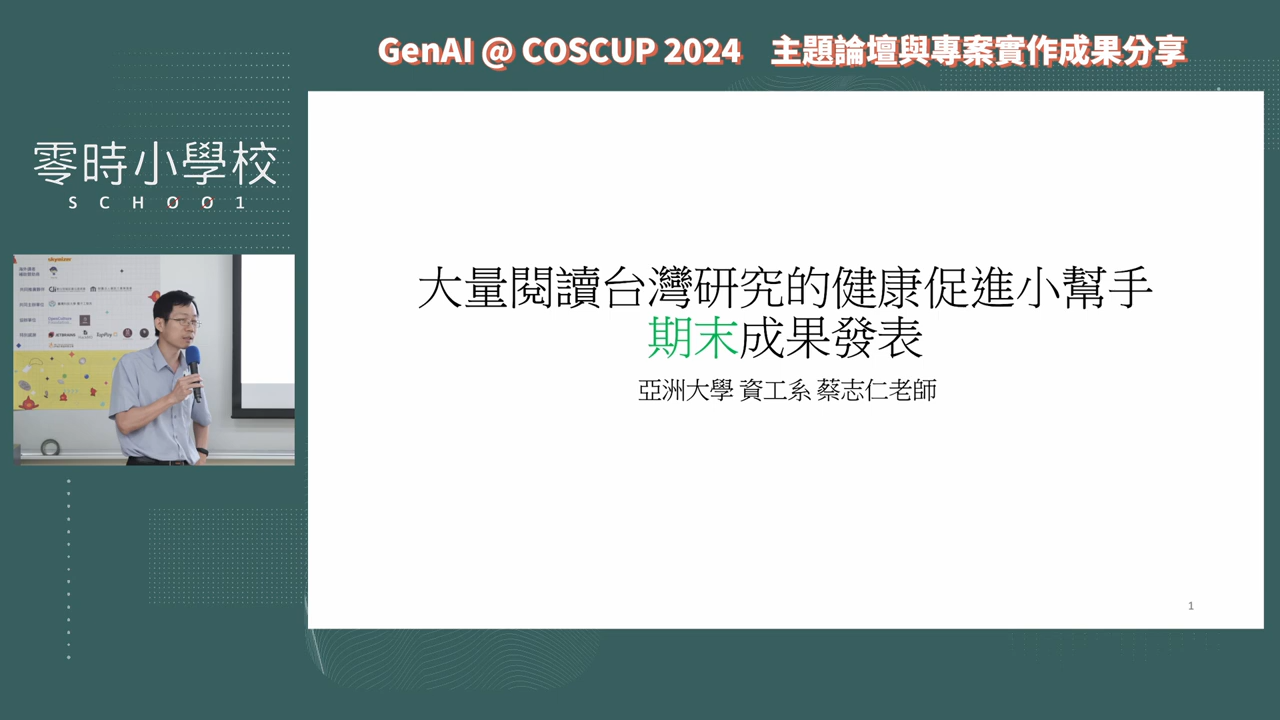 GenAI @ COSCUP 2024 主題論壇與專案實作成果分享
零時小學校
SCHOO1
大量閱讀台灣研究的健康促進小幫手
期末成果發表
亞洲大學 資工系 蔡志仁老師
skymizer
JETBRAINS
1